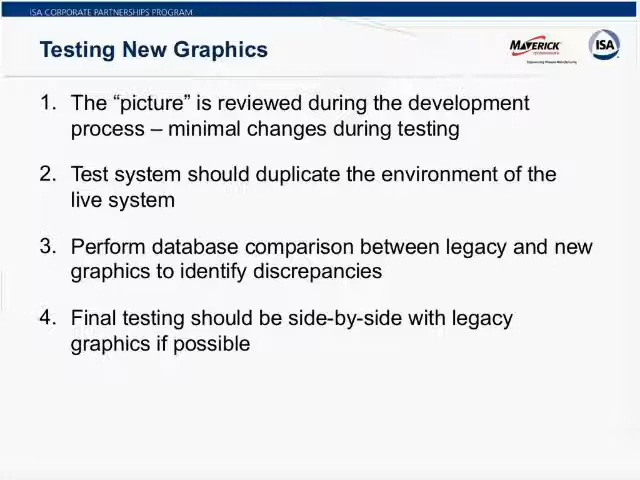 ISA CORPORATE PARTNERSHIPS PROGRAM
Testing New Graphics
MAVERICK
ISA
1. The “picture” is reviewed during the development
process – minimal changes during testing
2. Test system should duplicate the environment of the
live system
3. Perform database comparison between legacy and new
graphics to identify discrepancies
4. Final testing should be side-by-side with legacy
graphics if possible